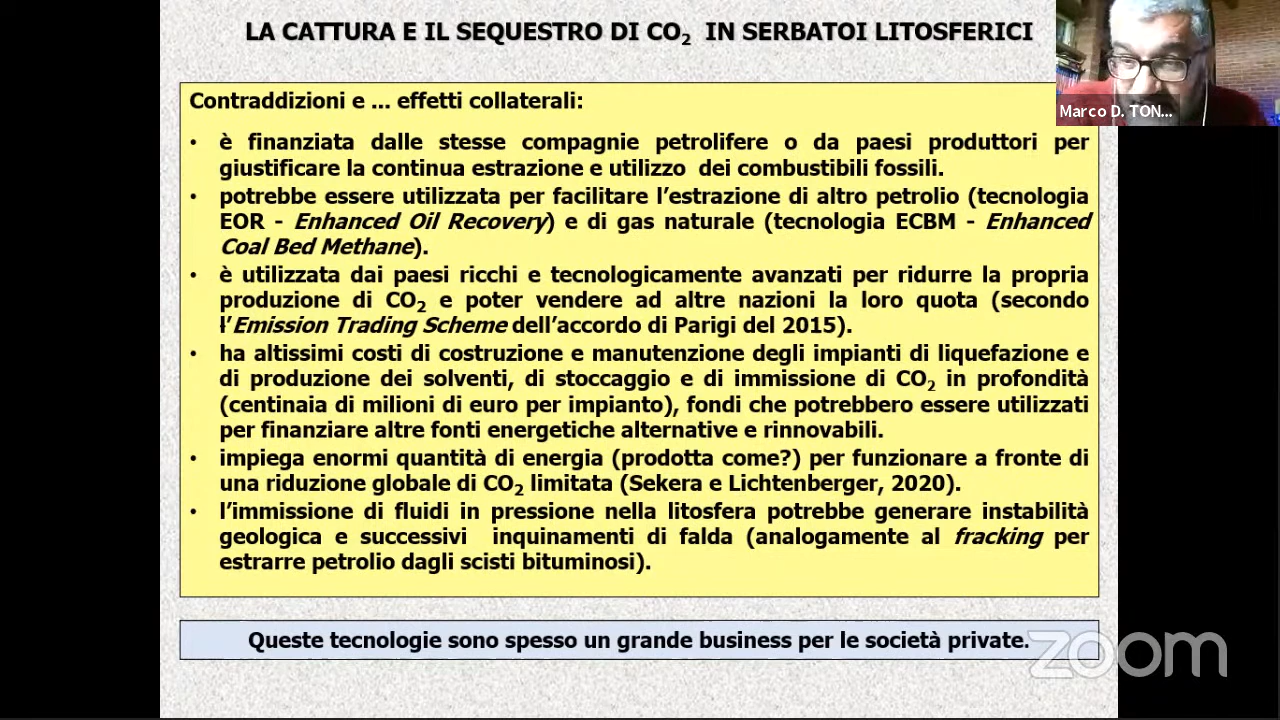 LA CATTURA E IL SEQUESTRO DI CO2 IN SERBATOI LITOSFERICI
Marco D. TON...
Contraddizioni e ... effetti collaterali:
• è finanziata dalle stesse compagnie petrolifere o da paesi produttori per
giustificare la continua estrazione e utilizzo dei combustibili fossili.
• potrebbe essere utilizzata per facilitare l'estrazione di altro petrolio (tecnologia
EOR - Enhanced Oil Recovery) e di gas naturale (tecnologia ECBM - Enhanced
Coal Bed Methane).
• è utilizzata dai paesi ricchi e tecnologicamente avanzati per ridurre la propria
produzione di CO2 e poter vendere ad altre nazioni la loro quota (secondo
l'Emission Trading Scheme dell'accordo di Parigi del 2015).
• ha altissimi costi di costruzione e manutenzione degli impianti di liquefazione e
di produzione dei solventi, di stoccaggio e di immissione di CO2 in profondità
(centinaia di milioni di euro per impianto), fondi che potrebbero essere utilizzati
per finanziare altre fonti energetiche alternative e rinnovabili.
• impiega enormi quantità di energia (prodotta come?) per funzionare a fronte di
una riduzione globale di CO2 limitata (Sekera e Lichtenberger, 2020).
• l'immissione di fluidi in pressione nella litosfera potrebbe generare instabilità
geologica e successivi inquinamenti di falda (analogamente al fracking per
estrarre petrolio dagli scisti bituminosi).
Queste tecnologie sono spesso un grande business per le società private.
zoom